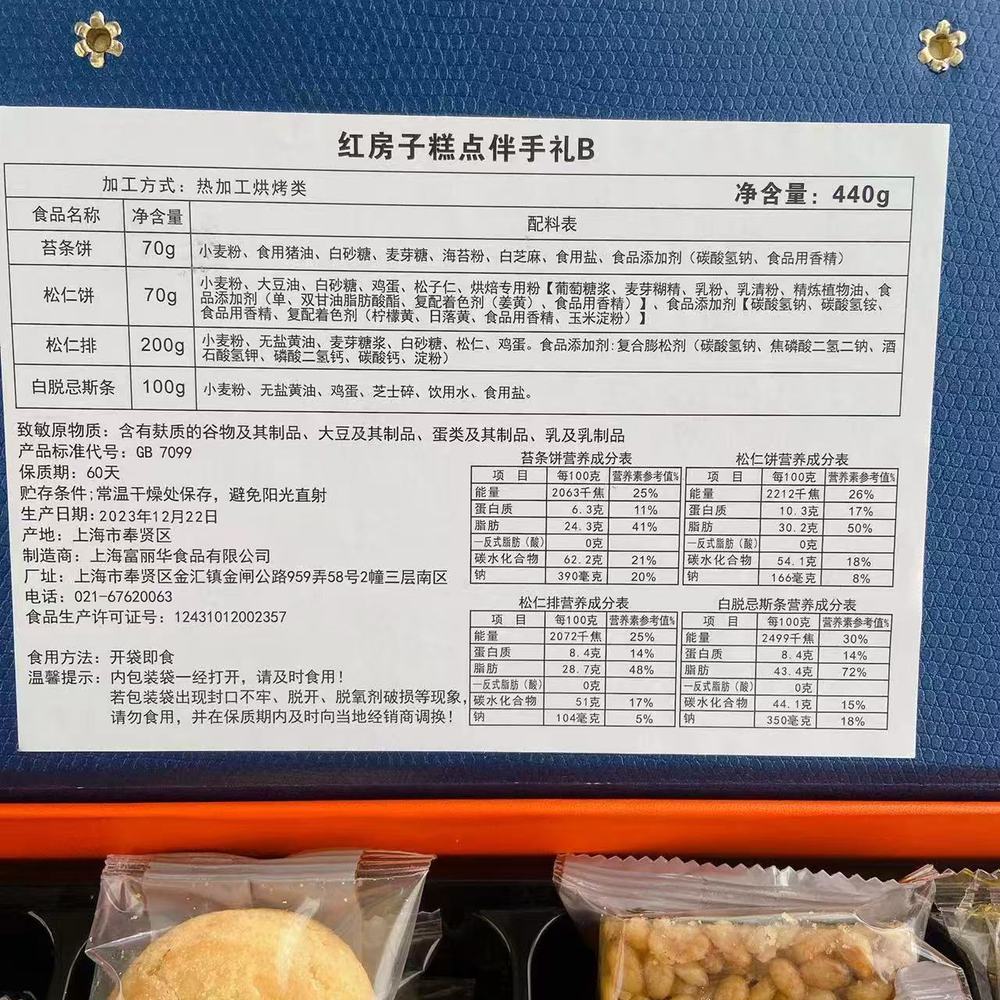 红房子糕点伴手礼B
加工方式：热加工烘烤类
净含量：440g
食品名称 净含量 配料表
苔条饼 70g 小麦粉、食用猪油、白砂糖、麦芽糖、海苔粉、白芝麻、食用盐、食品添加剂（碳酸氢钠、食品用香精）
松仁饼 70g 小麦粉、大豆油、白砂糖、鸡蛋、松子仁、烘焙专用粉【葡萄糖浆、麦芽糊精、乳粉、乳清粉、精炼植物油、食
品添加剂（单、双甘油脂肪酸酯、复配着色剂（姜黄）、食品用香精）】、食品添加剂【碳酸氢钠、碳酸氢铵、
食品用香精、复配着色剂（柠檬黄、日落黄、食品用香精、玉米淀粉）】
松仁排 200g 小麦粉、无盐黄油、麦芽糖浆、白砂糖、松仁、鸡蛋。食品添加剂:复合膨松剂（碳酸氢钠、焦磷酸二氢二钠、酒
石酸氢钾、磷酸二氢钙、碳酸钙、淀粉）
白脱忌斯条 100g 小麦粉、无盐黄油、鸡蛋、芝士碎、饮用水、食用盐。
致敏原物质：含有麸质的谷物及其制品、大豆及其制品、蛋类及其制品、乳及乳制品
产品标准代号：GB 7099
保质期：60天
贮存条件:常温干燥处保存，避免阳光直射
生产日期:2023年12月22日
产地：上海市奉贤区
制造商：上海富丽华食品有限公司
厂址：上海市奉贤区金汇镇金闸公路959弄58号2幢三层南区
电话：021-67620063
食品生产许可证号：12431012002357
食用方法：开袋即食
温馨提示：内包装袋一经打开，请及时食用！
若包装袋出现封口不牢、脱开、脱氧剂破损等现象，
请勿食用，并在保质期内及时向当地经销商调换！
苔条饼营养成分表
项 目 每100克 营养素参考值%
能量 2063千焦 25%
蛋白质 6.3克 11%
脂肪 24.3克 41%
—反式脂肪（酸） 0克
碳水化合物 62.2克 21%
钠 390毫克 20%
松仁饼营养成分表
项 目 每100克 营养素参考值%
能量 2212千焦 26%
蛋白质 10.3克 17%
脂肪 30.2克 50%
—反式脂肪（酸） 0克
碳水化合物 54.1克 18%
钠 166毫克 8%
松仁排营养成分表
项 目 每100克 营养素参考值%
能量 2072千焦 25%
蛋白质 8.4克 14%
脂肪 28.7克 48%
—反式脂肪（酸） 0克
碳水化合物 51克 17%
钠 104毫克 5%
白脱忌斯条营养成分表
项 目 每100克 营养素参考值%
能量 2499千焦 30%
蛋白质 8.4克 14%
脂肪 43.4克 72%
—反式脂肪（酸） 0克
碳水化合物 44.1克 15%
钠 350毫克 18%